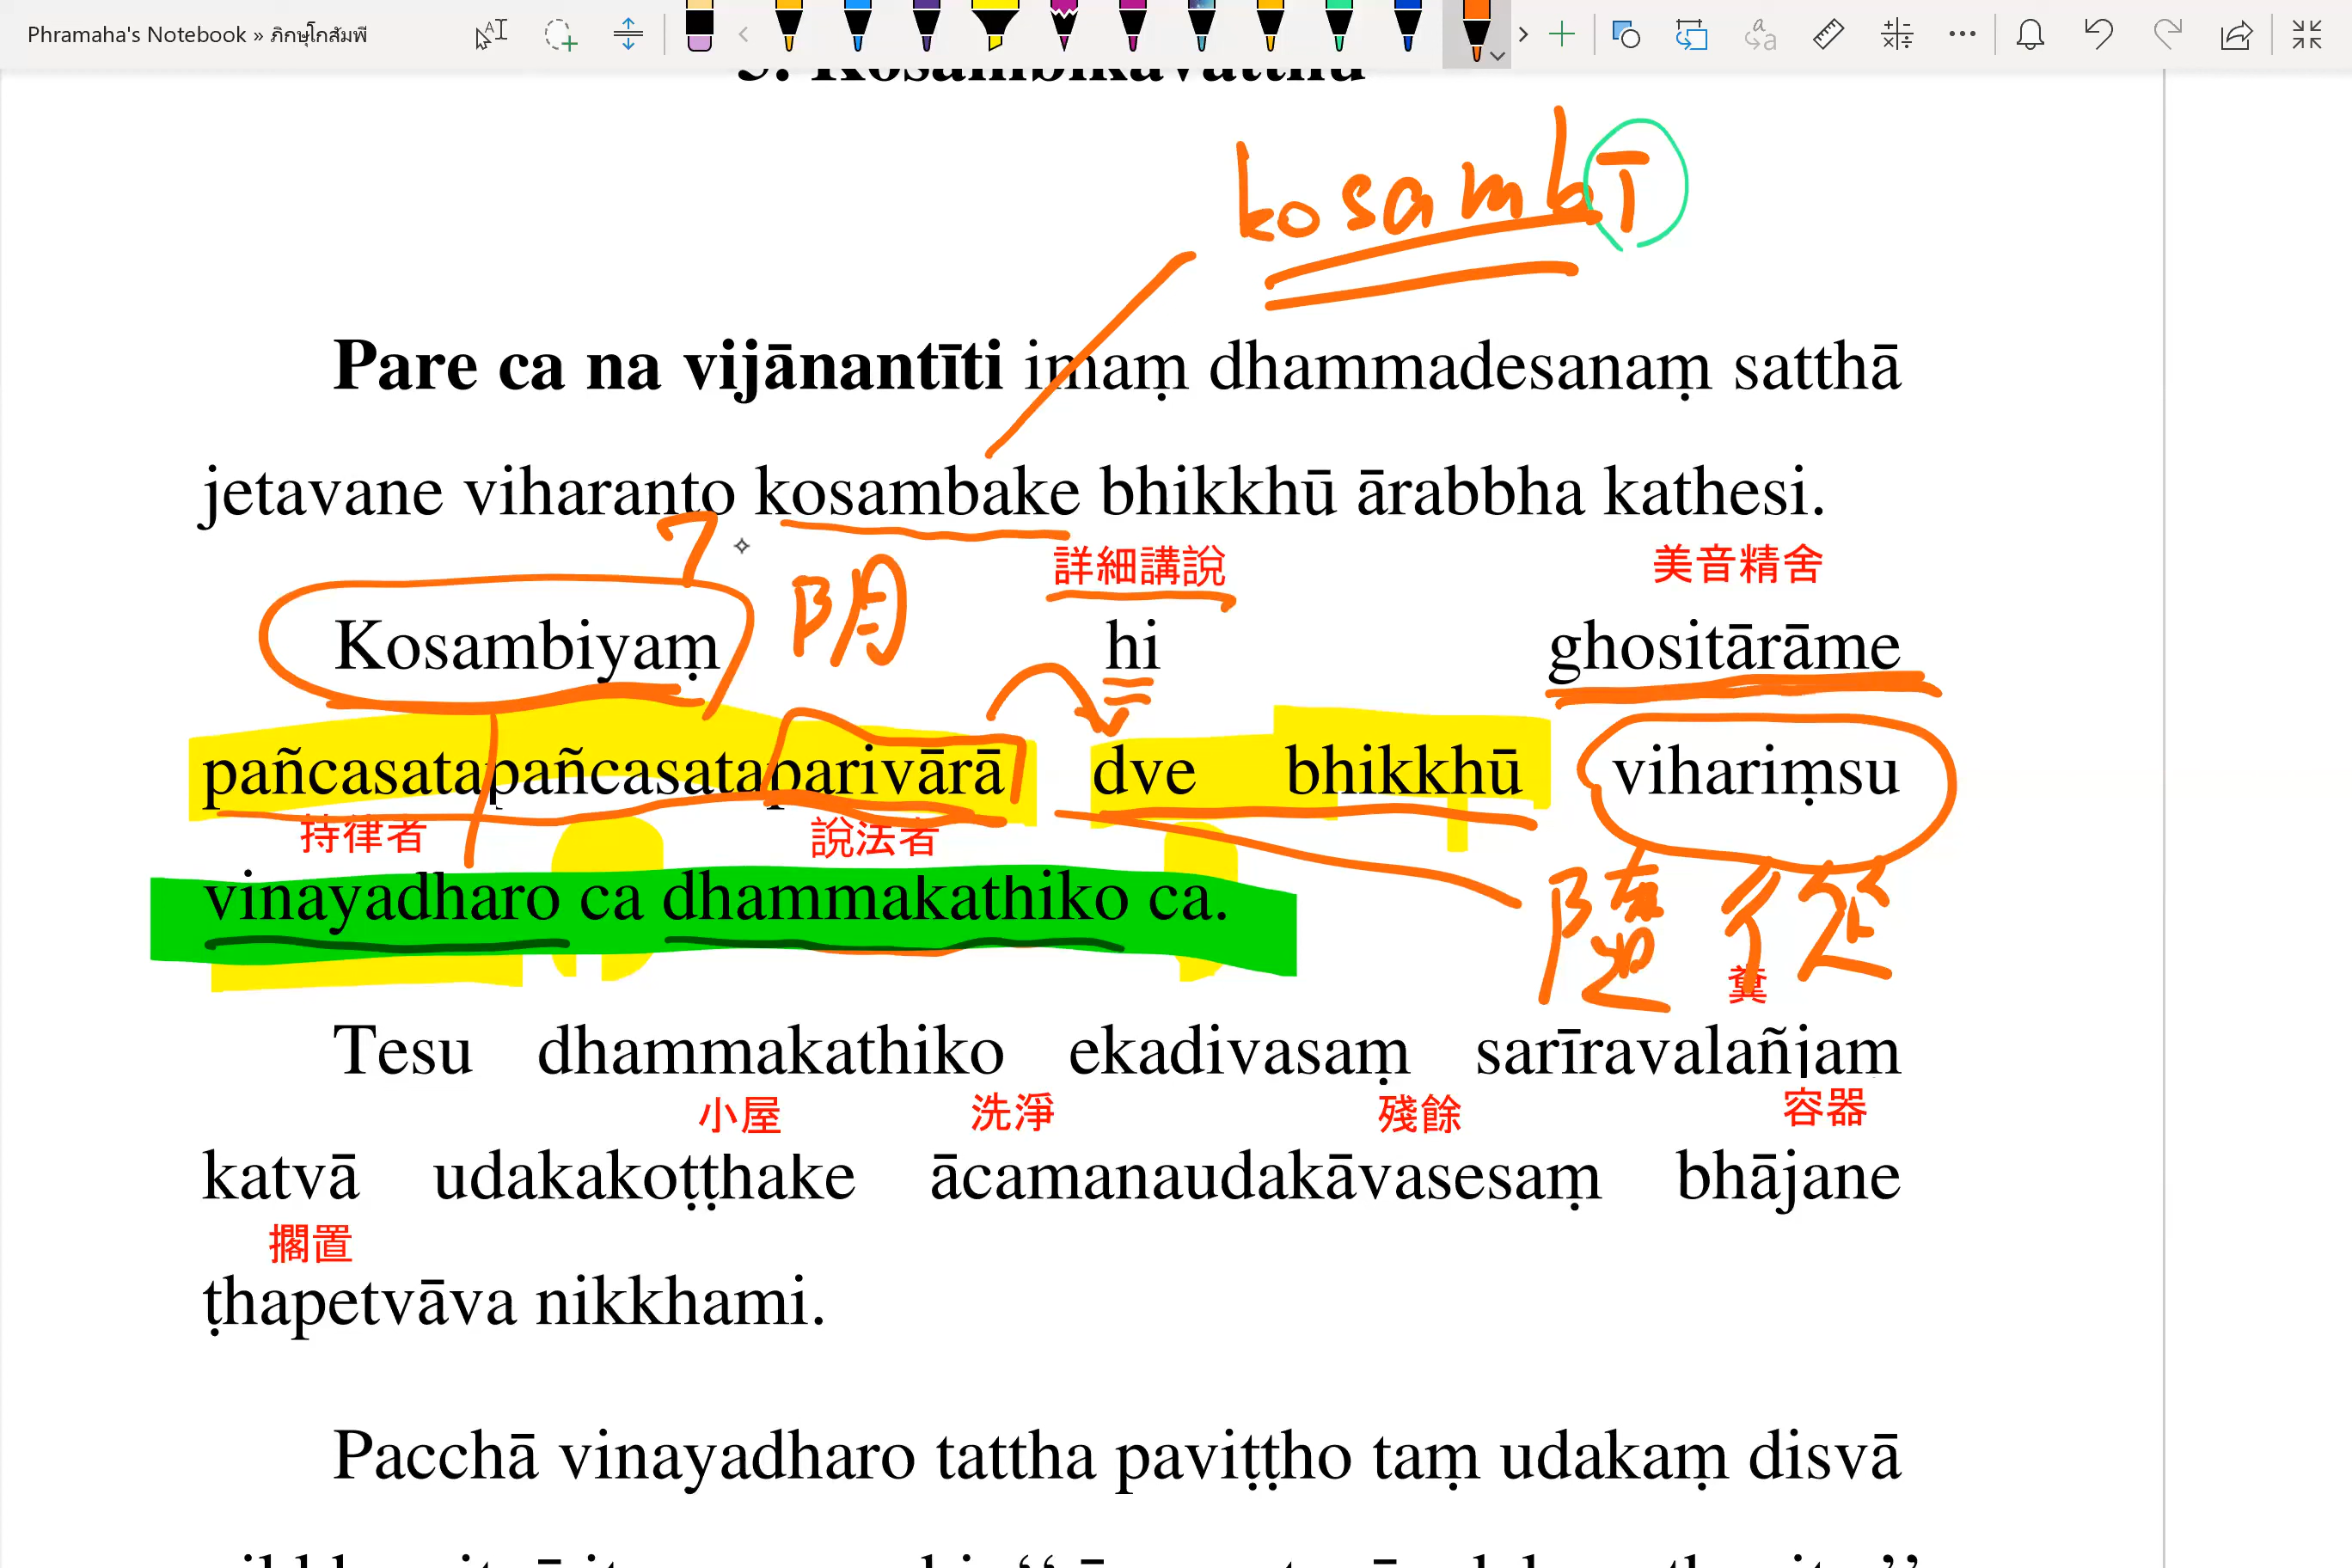 Phramaha's Notebook » ภิกษุโกสัมพี
5. Kosambikavatthu
kosambī
Pare ca na vijānantīti imaṃ dhammadesanaṃ satthā
jetavane viharanto kosambake bhikkhū ārabbha kathesi.
詳細講說 美音精舍
Kosambiyaṃ 阴 hi ghositārāme
pañcasatapañcasataparivārā dve bhikkhū vihariṃsu
持律者 說法者
vinayadharo ca dhammakathiko ca.
糞
Tesu dhammakathiko ekadivasaṃ sarīravalañjaṃ
小屋 洗淨 殘餘 容器
katvā udakakoṭṭhake ācamanaudakāvasesaṃ bhājane
擱置
ṭhapetvāva nikkhami.
Pacchā vinayadharo tattha paviṭṭho taṃ udakaṃ disvā